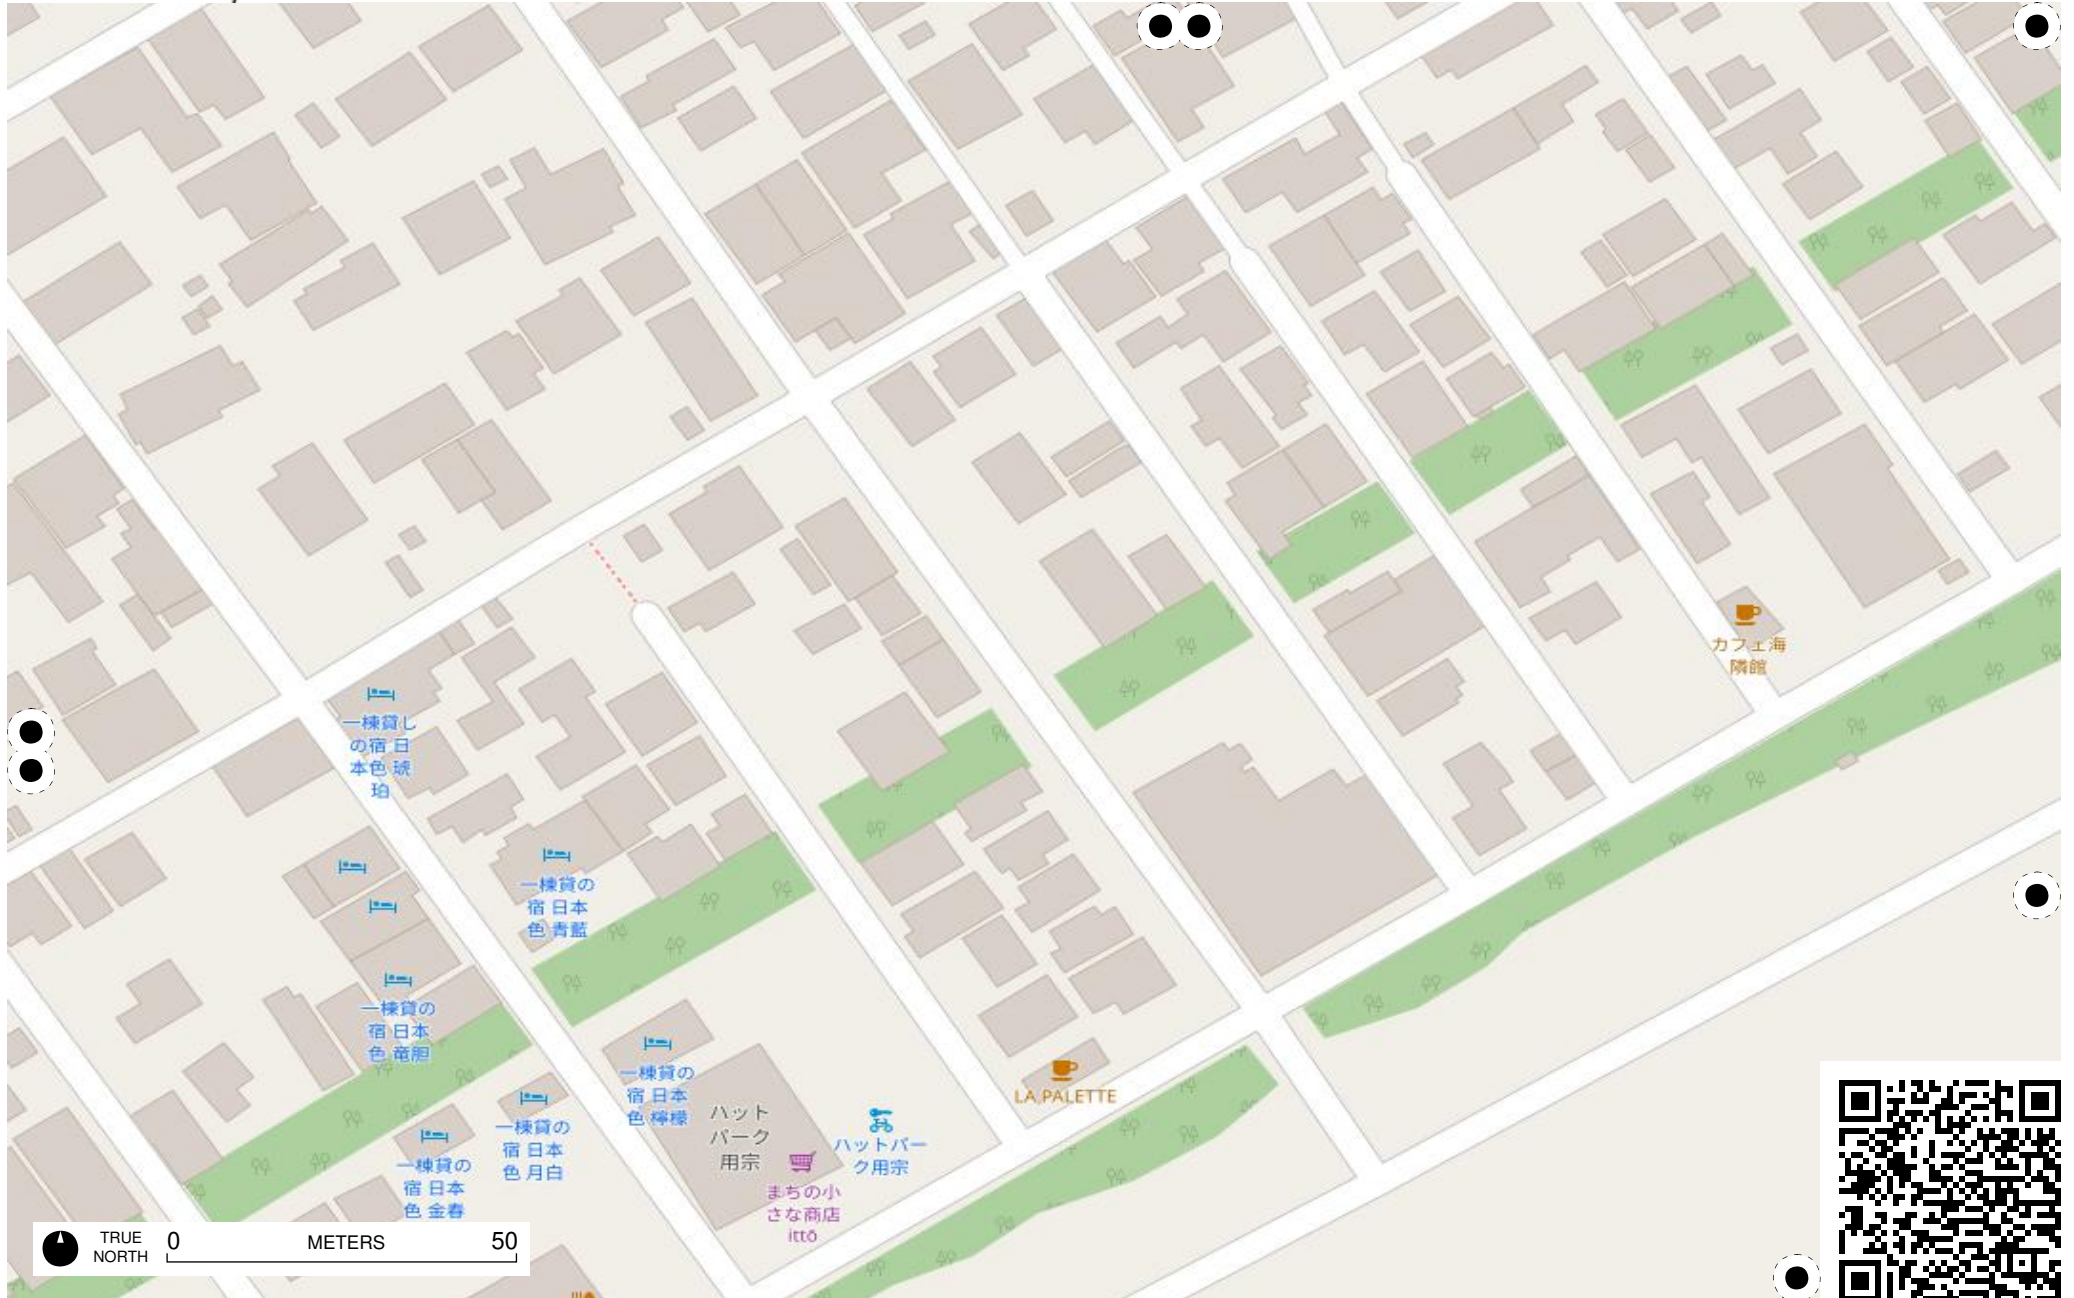 カフェ海
隣館
一棟貸し
の宿 日
本色 琥
珀
一棟貸の
宿 日本
色 青藍
一棟貸の
宿 日本
色 竜胆
一棟貸の
宿 日本
色 檸檬
LA PALETTE
ハット
パーク
用宗
ハットパー
ク用宗
一棟貸の
宿 日本
色 月白
一棟貸の
宿 日本
色 金春
まちの小
さな商店
ittō
TRUE
NORTH
0 METERS 50